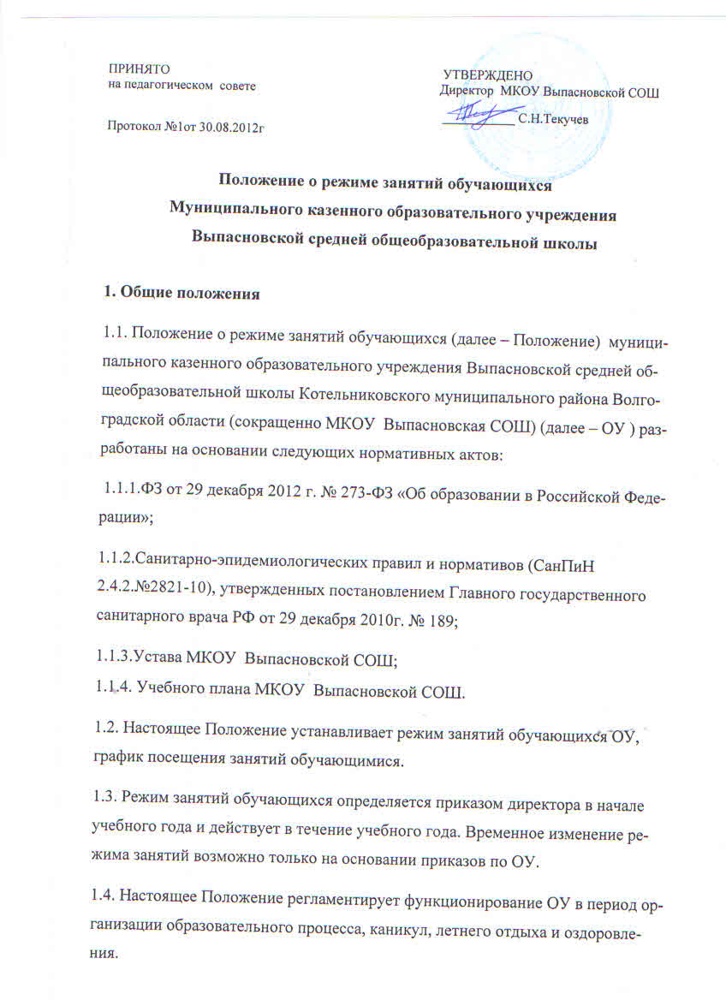 ПРИНЯТО
на педагогическом совете
Протокол №1от 30.08.2012г
УТВЕРЖДЕНО
Директор МКОУ Выпасновской СОШ
С.Н.Текучев
Положение о режиме занятий обучающихся
Муниципального казенного образовательного учреждения
Выпасновской средней общеобразовательной школы
1. Общие положения
1.1. Положение о режиме занятий обучающихся (далее – Положение) муници-
пального казенного образовательного учреждения Выпасновской средней об-
щеобразовательной школы Котельниковского муниципального района Волго-
градской области (сокращенно МКОУ Выпасновская СОШ) (далее – ОУ ) раз-
работаны на основании следующих нормативных актов:
1.1.1.ФЗ от 29 декабря 2012 г. № 273-ФЗ «Об образовании в Российской Феде-
рации»;
1.1.2.Санитарно-эпидемиологических правил и нормативов (СанПиН
2.4.2.№2821-10), утвержденных постановлением Главного государственного
санитарного врача РФ от 29 декабря 2010г. № 189;
1.1.3.Устава МКОУ Выпасновской СОШ;
1.1.4. Учебного плана МКОУ Выпасновской СОШ.
1.2. Настоящее Положение устанавливает режим занятий обучающихся ОУ,
график посещения занятий обучающимися.
1.3. Режим занятий обучающихся определяется приказом директора в начале
учебного года и действует в течение учебного года. Временное изменение ре-
жима занятий возможно только на основании приказов по ОУ.
1.4. Настоящее Положение регламентирует функционирование ОУ в период ор-
ганизации образовательного процесса, каникул, летнего отдыха и оздоровле-
ния.